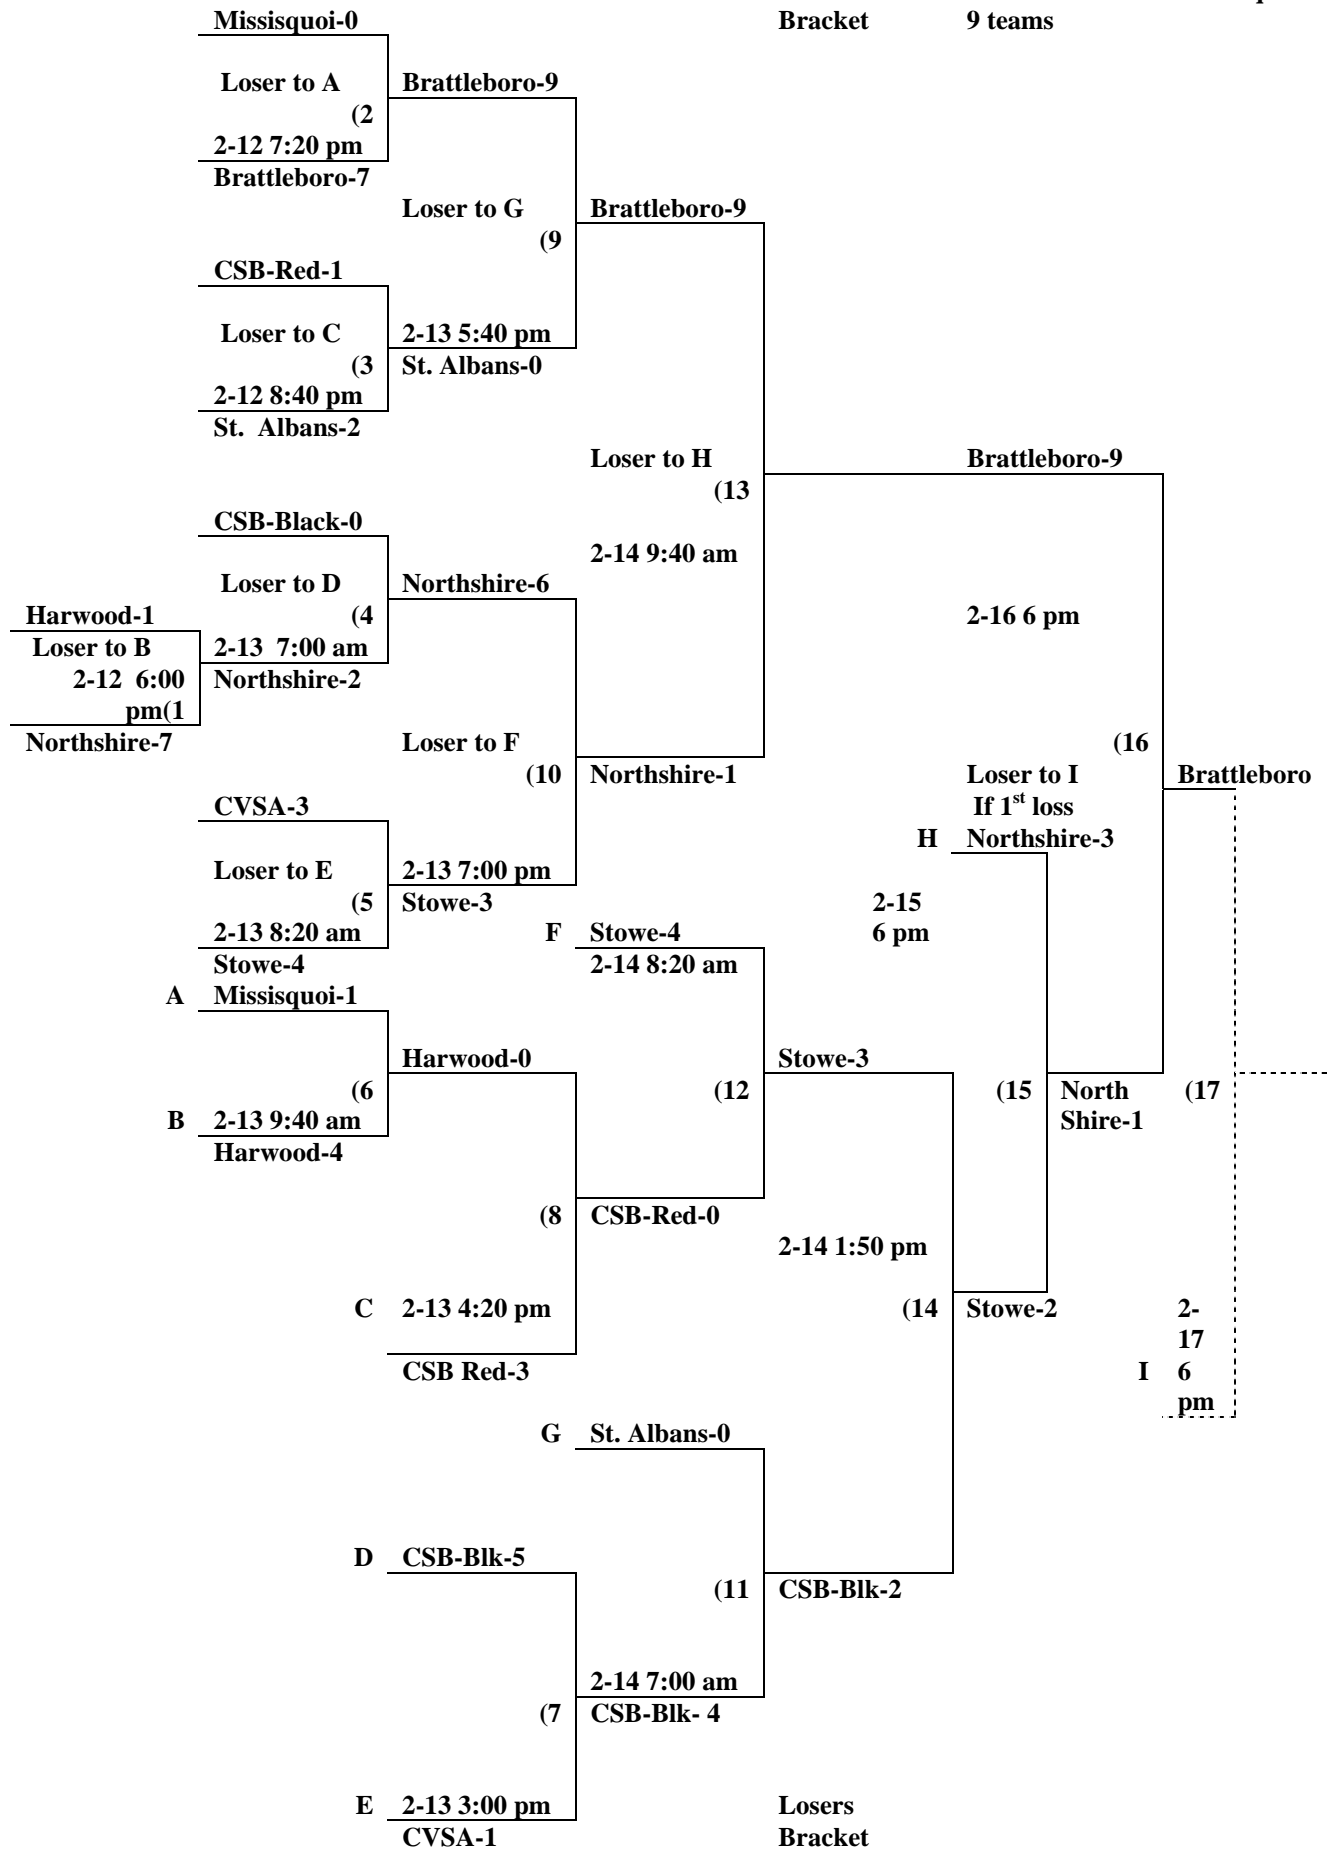 Missisquoi-0
Bracket 9 teams
Loser to A
Brattleboro-9
(2
2-12 7:20 pm
Brattleboro-7
Loser to G
Brattleboro-9
(9
CSB-Red-1
Loser to C
2-13 5:40 pm
(3
St. Albans-0
2-12 8:40 pm
St. Albans-2
Loser to H
Brattleboro-9
(13
CSB-Black-0
2-14 9:40 am
Loser to D
Northshire-6
Harwood-1
(4
2-16 6 pm
Loser to B
2-13 7:00 am
2-12 6:00
Northshire-2
pm(1
Northshire-7
Loser to F
(16
(10
Northshire-1
Loser to I
Brattleboro
CVSA-3
If 1st loss
H Northshire-3
Loser to E
2-13 7:00 pm
(5
Stowe-3
2-15
2-13 8:20 am
F Stowe-4
6 pm
Stowe-4
2-14 8:20 am
A Missisquoi-1
Harwood-0
Stowe-3
(6
(12
(15
North
(17
B 2-13 9:40 am
Shire-1
Harwood-4
(8
CSB-Red-0
2-14 1:50 pm
C 2-13 4:20 pm
(14
Stowe-2
2-
17
CSB Red-3
I 6
pm
G St. Albans-0
D CSB-Blk-5
(11
CSB-Blk-2
2-14 7:00 am
(7
CSB-Blk- 4
E 2-13 3:00 pm
Losers
CVSA-1
Bracket